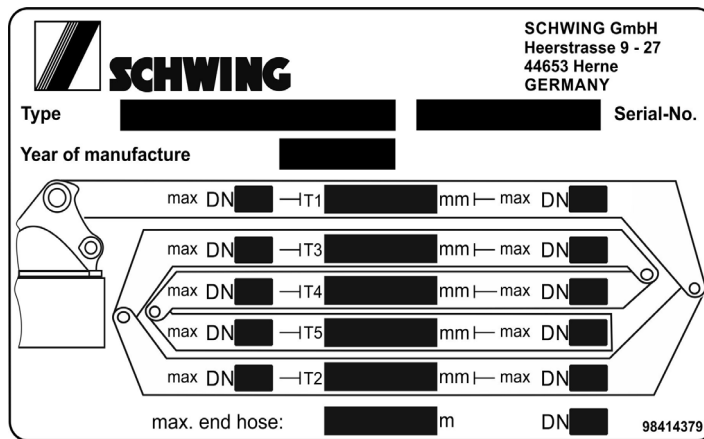 SCHWING
SCHWING GmbH
Heerstrasse 9 - 27
44653 Herne
GERMANY
Type Serial-No.
Year of manufacture
max DN T1 mm max DN
max DN T3 mm max DN
max DN T4 mm max DN
max DN T5 mm max DN
max DN T2 mm max DN
max. end hose: m DN
98414379